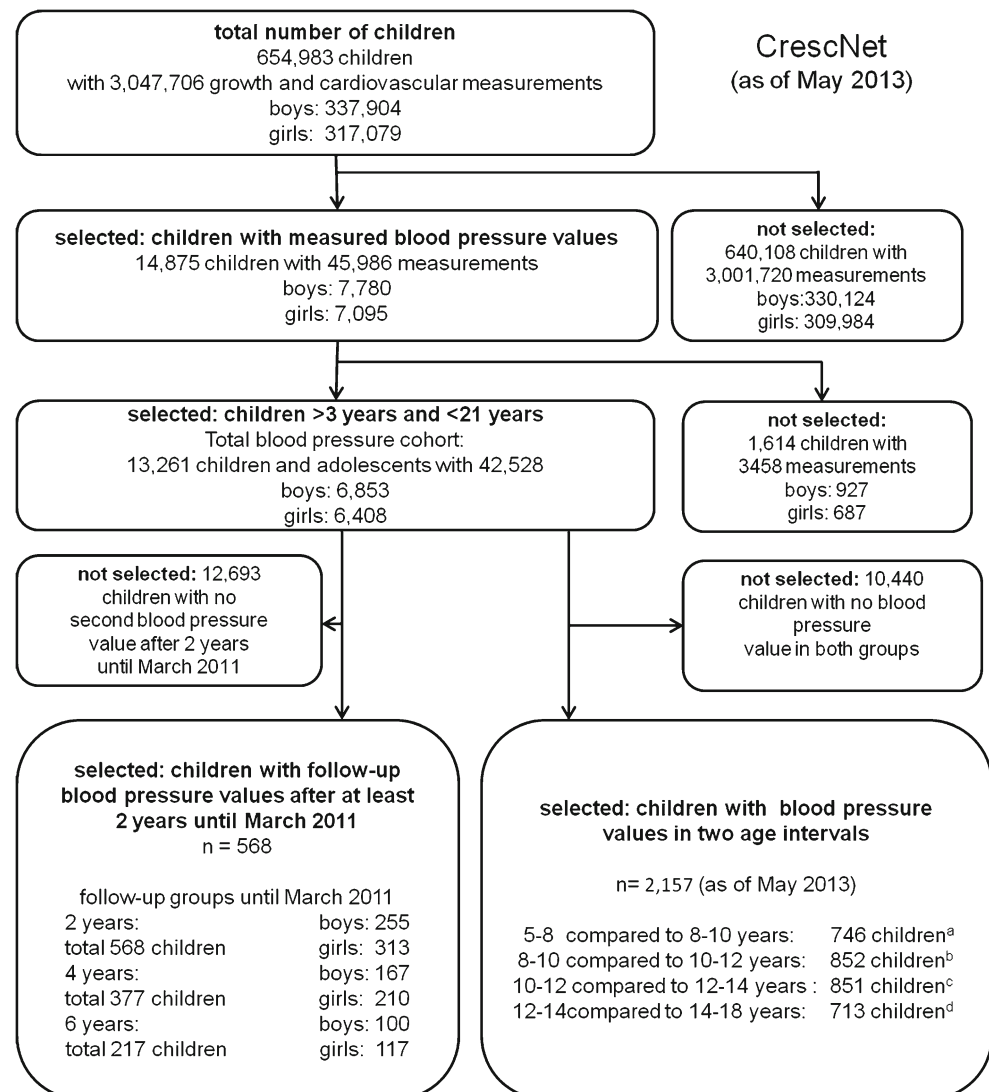 total number of children
654,983 children
with 3,047,706 growth and cardiovascular measurements
boys: 337,904
girls: 317,079
CrescNet
(as of May 2013)
selected: children with measured blood pressure values
14,875 children with 45,986 measurements
boys: 7,780
girls: 7,095
not selected:
640,108 children with
3,001,720 measurements
boys:330,124
girls: 309,984
selected: children >3 years and <21 years
Total blood pressure cohort:
13,261 children and adolescents with 42,528
boys: 6,853
girls: 6,408
not selected:
1,614 children with
3458 measurements
boys: 927
girls: 687
not selected: 12,693
children with no
second blood pressure
value after 2 years
until March 2011
not selected: 10,440
children with no blood
pressure
value in both groups
selected: children with follow-up
blood pressure values after at least
2 years until March 2011
n = 568
follow-up groups until March 2011
2 years: boys: 255
total 568 children girls: 313
4 years: boys: 167
total 377 children girls: 210
6 years: boys: 100
total 217 children girls: 117
selected: children with blood pressure
values in two age intervals
n= 2,157 (as of May 2013)
5-8 compared to 8-10 years: 746 childrenᵃ
8-10 compared to 10-12 years: 852 childrenᵇ
10-12 compared to 12-14 years : 851 childrenᶜ
12-14compared to 14-18 years: 713 childrenᵈ